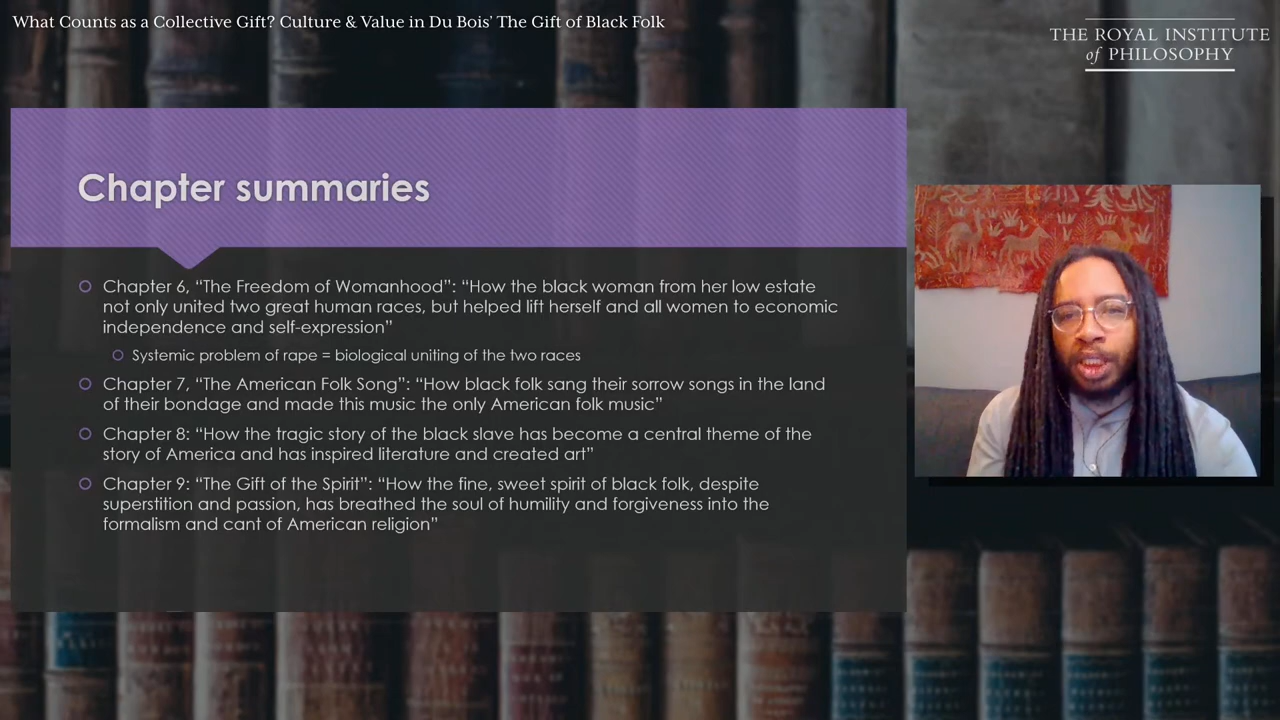 What Counts as a Collective Gift? Culture & Value in Du Bois’ The Gift of Black Folk
THE ROYAL INSTITUTE
of PHILOSOPHY
Chapter summaries
Chapter 6, “The Freedom of Womanhood”: “How the black woman from her low estate
not only united two great human races, but helped lift herself and all women to economic
independence and self-expression”
Systemic problem of rape = biological uniting of the two races
Chapter 7, “The American Folk Song”: “How black folk sang their sorrow songs in the land
of their bondage and made this music the only American folk music”
Chapter 8: “How the tragic story of the black slave has become a central theme of the
story of America and has inspired literature and created art”
Chapter 9: “The Gift of the Spirit”: “How the fine, sweet spirit of black folk, despite
superstition and passion, has breathed the soul of humility and forgiveness into the
formalism and cant of American religion”